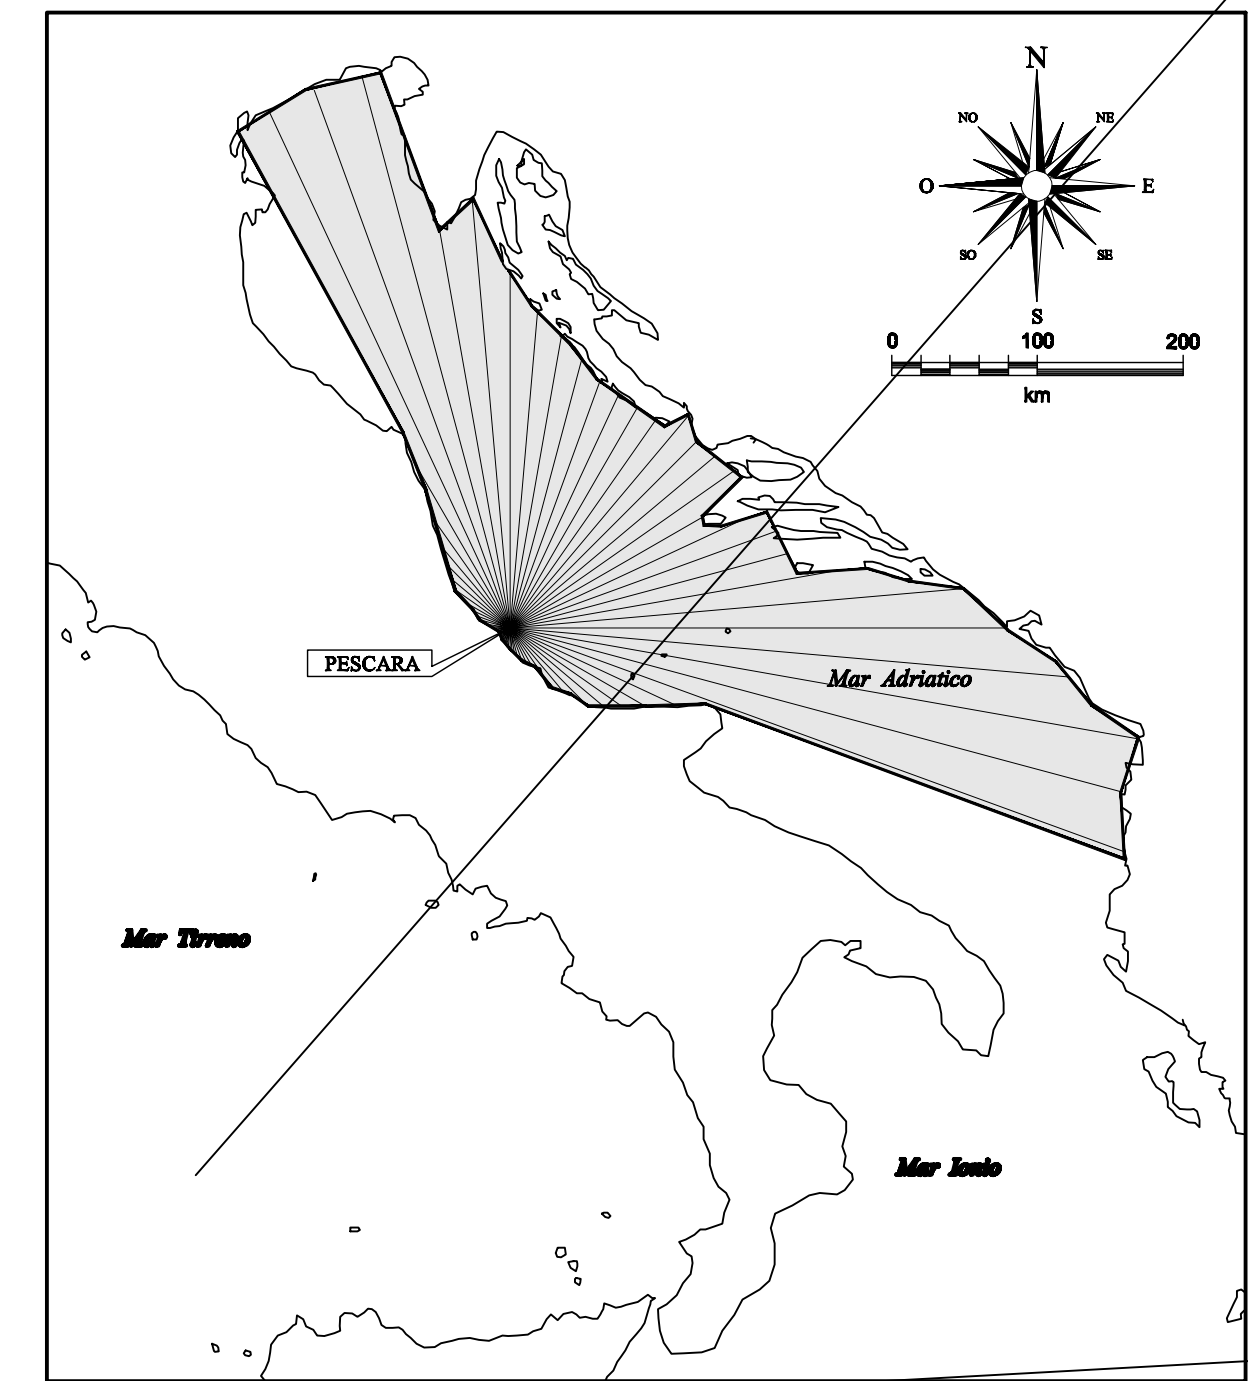 N
NO
NE
O
E
SO
SE
S
0 100 200
km
PESCARA
Mar Adriatico
Mar Tirreno
Mar Ionio